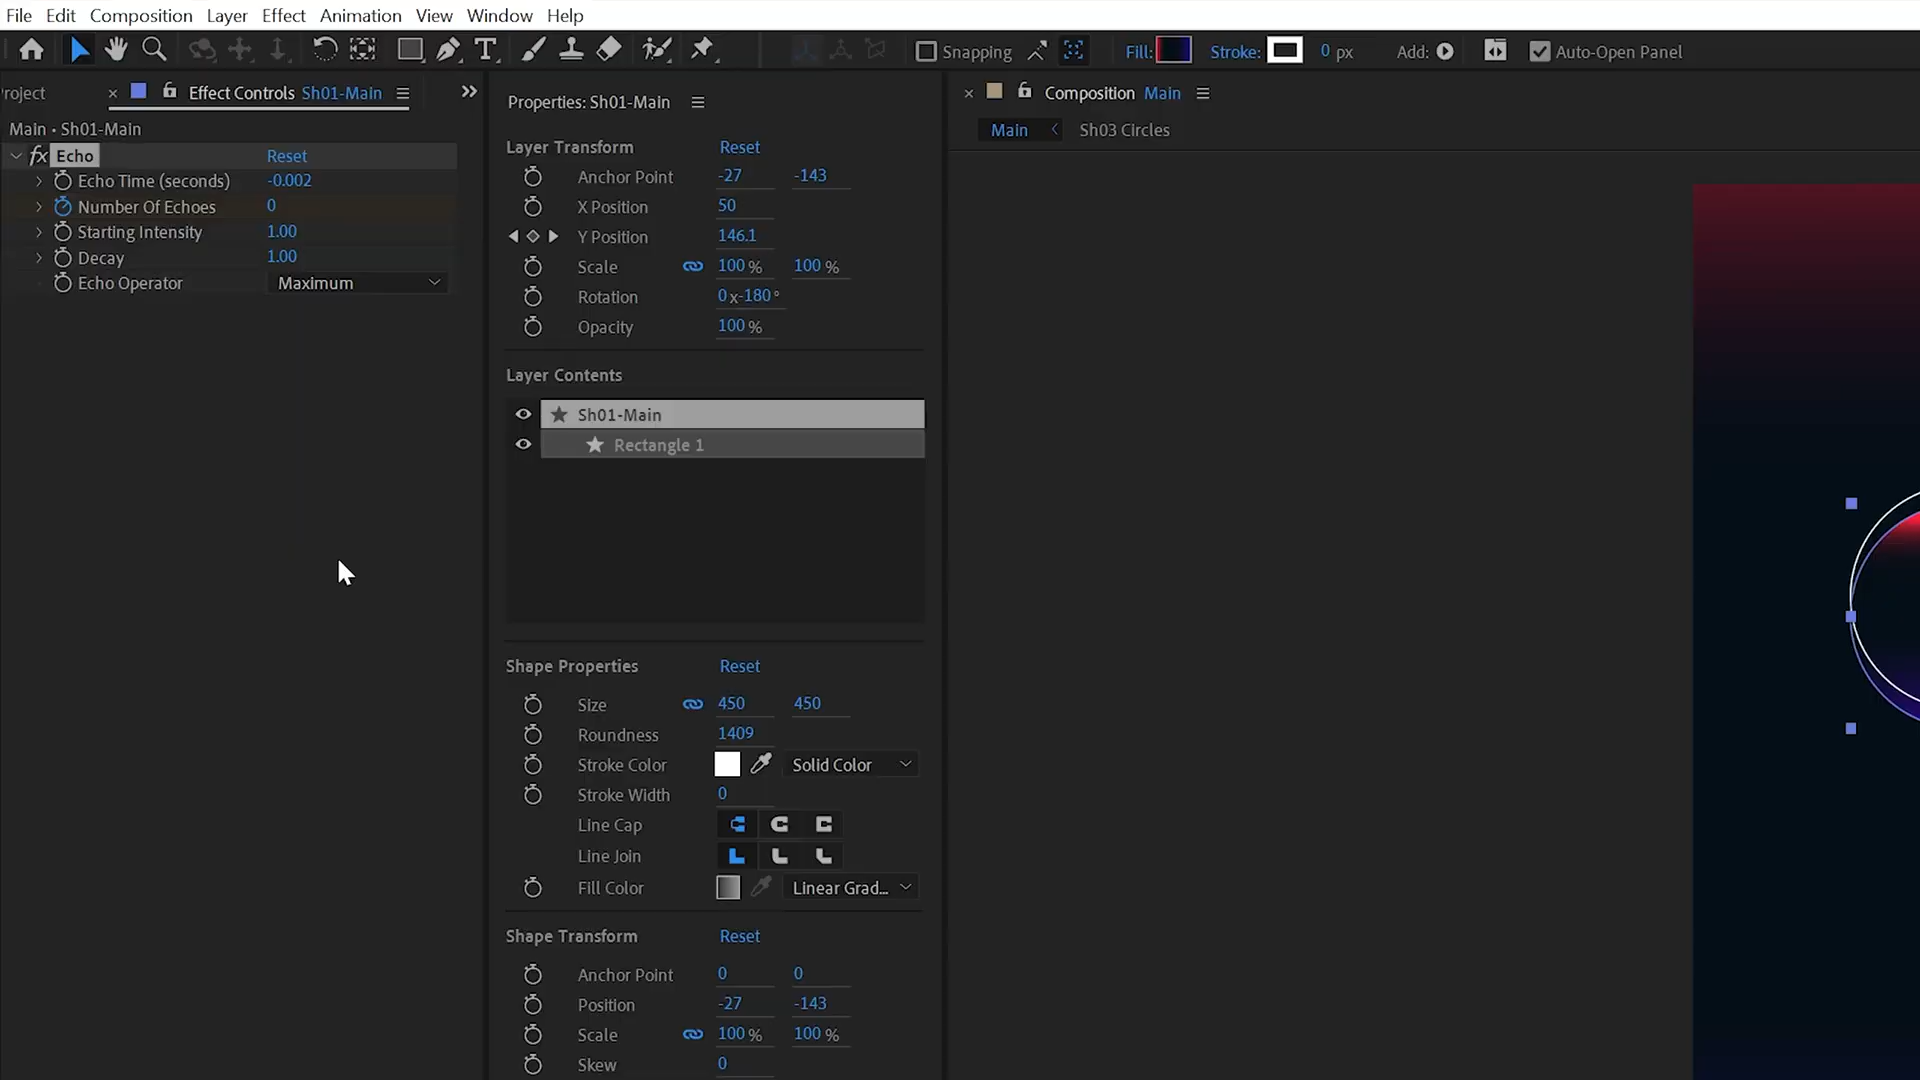 File Edit Composition Layer Effect Animation View Window Help
Snapping Fill: Stroke: 0 px Add: Auto-Open Panel
roject × Effect Controls Sh01-Main
Main • Sh01-Main
fx Echo Reset
Echo Time (seconds) -0.002
Number Of Echoes 0
Starting Intensity 1.00
Decay 1.00
Echo Operator Maximum
Properties: Sh01-Main
Layer Transform Reset
Anchor Point -27 -143
X Position 50
Y Position 146.1
Scale 100 % 100 %
Rotation 0 x -180 °
Opacity 100 %
Layer Contents
Sh01-Main
Rectangle 1
Shape Properties Reset
Size 450 450
Roundness 1409
Stroke Color Solid Color
Stroke Width 0
Line Cap
Line Join
Fill Color Linear Grad...
Shape Transform Reset
Anchor Point 0 0
Position -27 -143
Scale 100 % 100 %
Skew 0
× Composition Main
Main Sh03 Circles